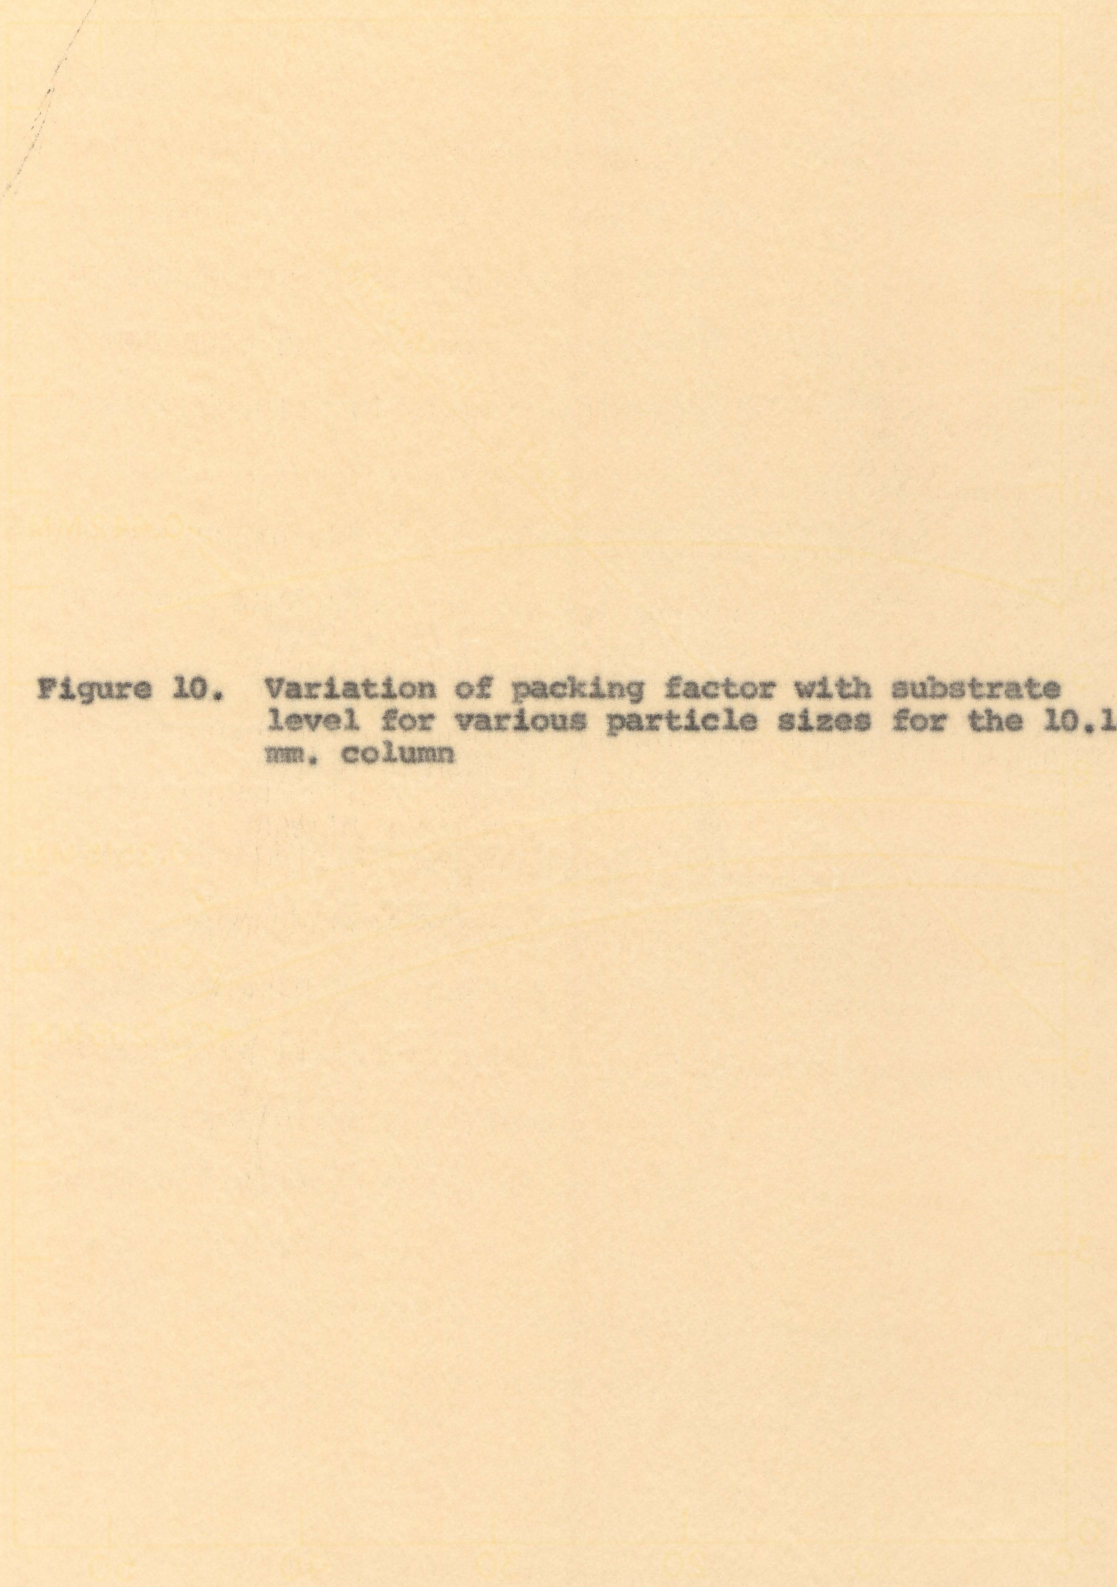 Figure 10. Variation of packing factor with substrate
level for various particle sizes for the 10.1
mm. column